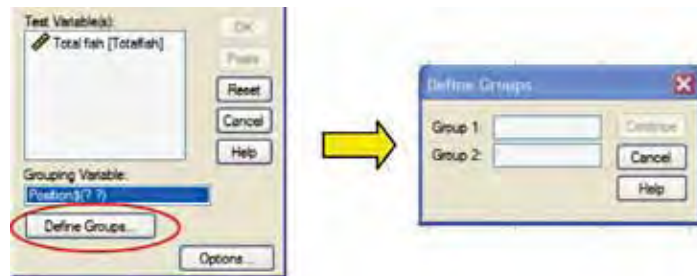 Test Variable(s):
Total fish [Totalfish]
OK
Paste
Reset
Cancel
Help
Grouping Variable:
Position$(? ?)
Define Groups...
Options...
Define Groups
Group 1:
Continue
Group 2:
Cancel
Help